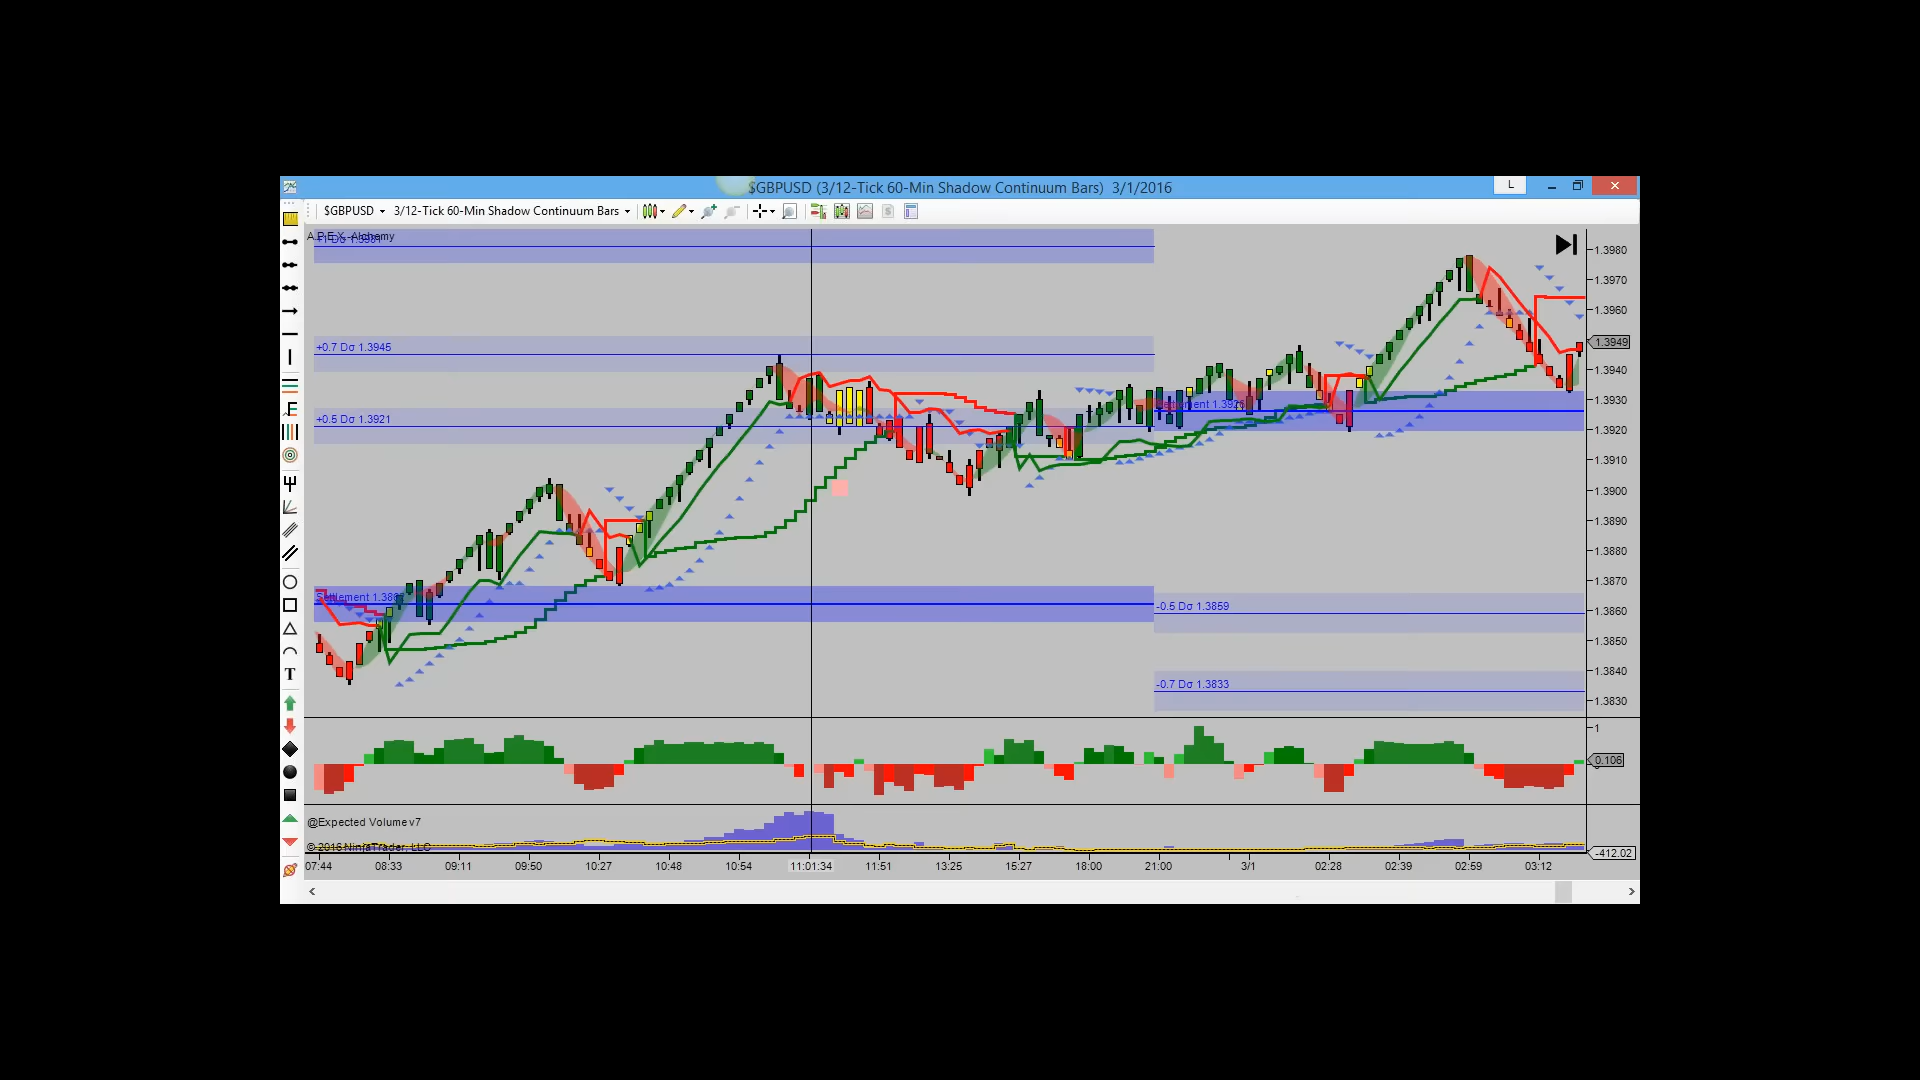 $GBPUSD (3/12-Tick 60-Min Shadow Continuum Bars) 3/1/2016
L
$GBPUSD 3/12-Tick 60-Min Shadow Continuum Bars
F
T
A.P.E.X. Alchemy
+0.7 Dσ 1.3945
+0.5 Dσ 1.3921
Settlement
Settlement
-0.5 Dσ 1.3859
-0.7 Dσ 1.3833
1.3980
1.3970
1.3960
1.3949
1.3940
1.3930
1.3920
1.3910
1.3900
1.3890
1.3880
1.3870
1.3860
1.3850
1.3840
1.3830
1
0.106
@Expected Volume v7
© 2016 NinjaTrader, LLC
-412.02
07:44 08:33 09:11 09:50 10:27 10:48 10:54 11:01:34 11:51 13:25 15:27 18:00 21:00 3/1 02:28 02:39 02:59 03:12